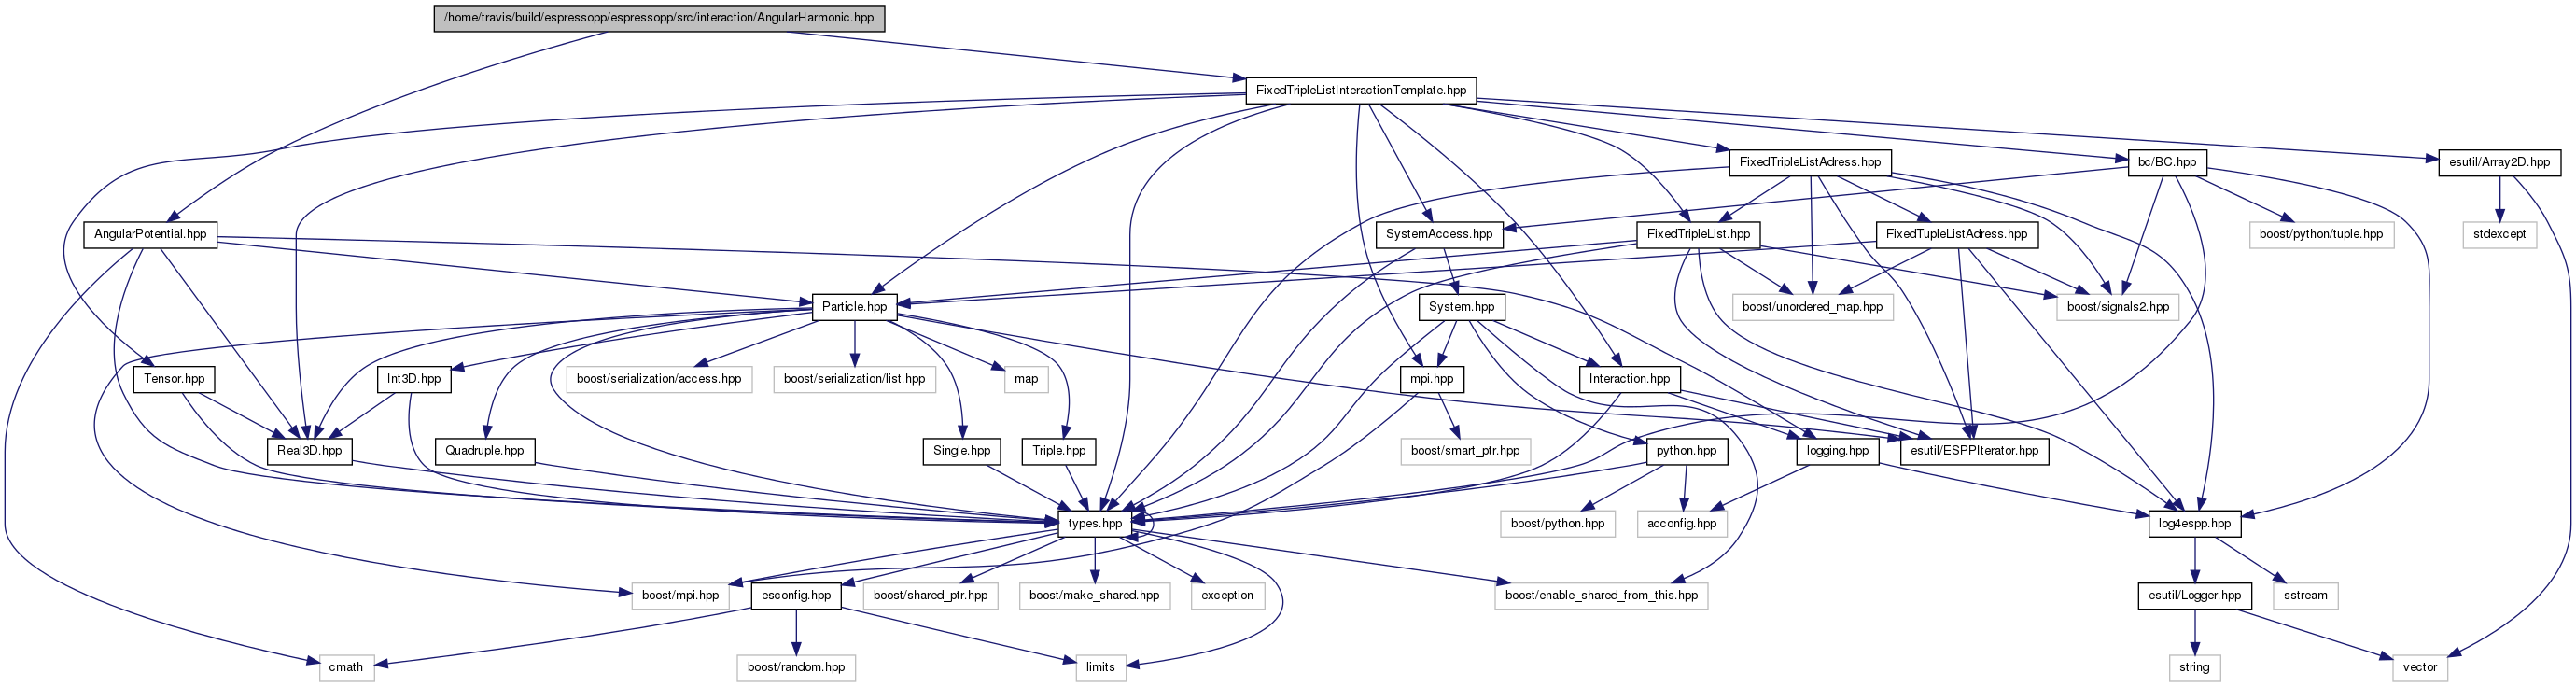 /home/travis/build/espressopp/espressopp/src/interaction/AngularHarmonic.hpp
FixedTripleListInteractionTemplate.hpp
FixedTripleListAdress.hpp
bc/BC.hpp
esutil/Array2D.hpp
AngularPotential.hpp
SystemAccess.hpp
FixedTripleList.hpp
FixedTupleListAdress.hpp
boost/python/tuple.hpp
stdexcept
Particle.hpp
System.hpp
boost/unordered_map.hpp
boost/signals2.hpp
Tensor.hpp
Int3D.hpp
boost/serialization/access.hpp
boost/serialization/list.hpp
map
mpi.hpp
Interaction.hpp
Real3D.hpp
Quadruple.hpp
Single.hpp
Triple.hpp
boost/smart_ptr.hpp
python.hpp
logging.hpp
esutil/ESPPIterator.hpp
types.hpp
boost/python.hpp
acconfig.hpp
log4espp.hpp
boost/mpi.hpp
esconfig.hpp
boost/shared_ptr.hpp
boost/make_shared.hpp
exception
boost/enable_shared_from_this.hpp
esutil/Logger.hpp
sstream
cmath
boost/random.hpp
limits
string
vector